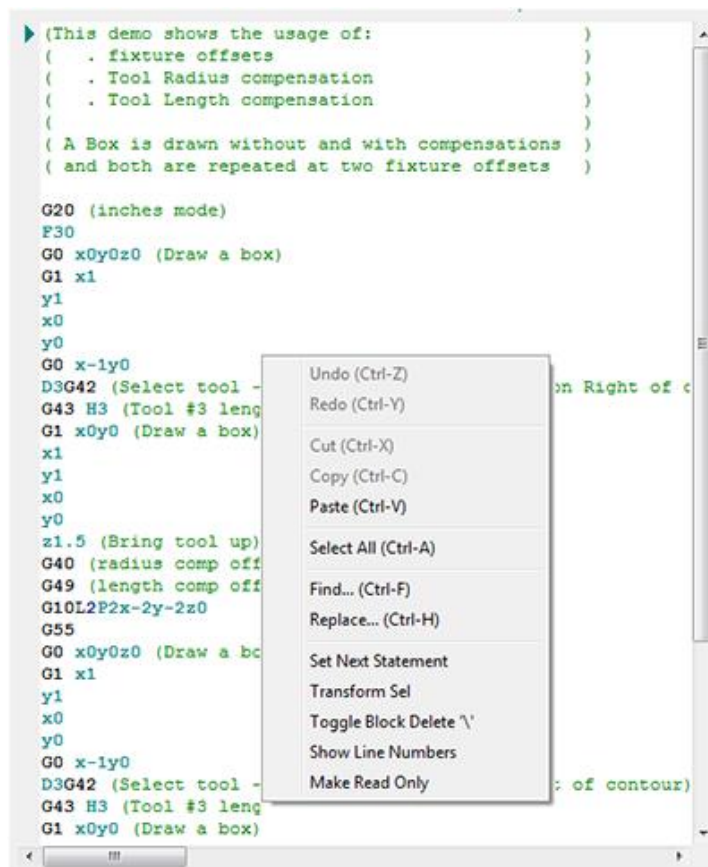 (This demo shows the usage of: )
( . fixture offsets )
( . Tool Radius compensation )
( . Tool Length compensation )
( )
( A Box is drawn without and with compensations )
( and both are repeated at two fixture offsets )
G20 (inches mode)
F30
G0 x0y0z0 (Draw a box)
G1 x1
y1
x0
y0
G0 x-1y0
D3G42 (Select tool - on Right of c
G43 H3 (Tool #3 leng
G1 x0y0 (Draw a box)
x1
y1
x0
y0
z1.5 (Bring tool up)
G40 (radius comp off
G49 (length comp off
G10L2P2x-2y-2z0
G55
G0 x0y0z0 (Draw a bo
G1 x1
y1
x0
y0
G0 x-1y0
D3G42 (Select tool - t of contour)
G43 H3 (Tool #3 leng
G1 x0y0 (Draw a box)
Undo (Ctrl-Z)
Redo (Ctrl-Y)
Cut (Ctrl-X)
Copy (Ctrl-C)
Paste (Ctrl-V)
Select All (Ctrl-A)
Find... (Ctrl-F)
Replace... (Ctrl-H)
Set Next Statement
Transform Sel
Toggle Block Delete '\'
Show Line Numbers
Make Read Only